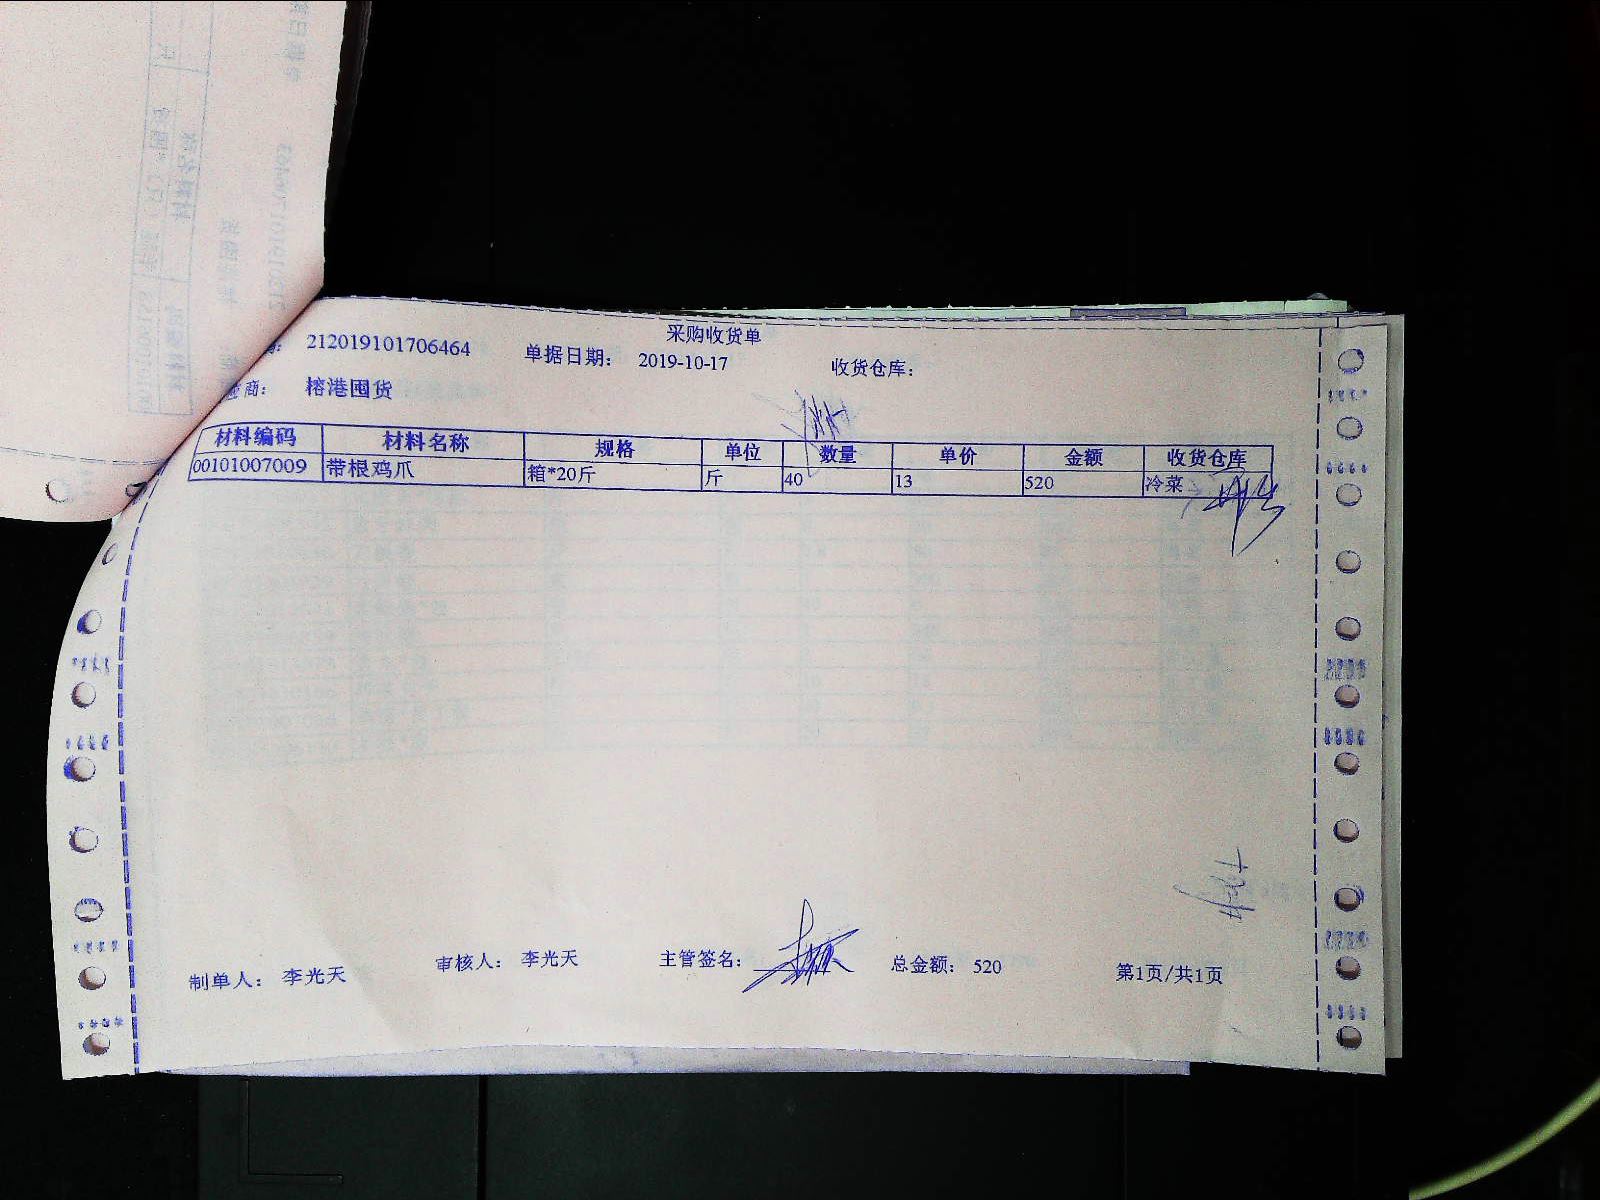 采购收货单
212019101706464 单据日期： 2019-10-17 收货仓库：
商： 榕港囤货
材料编码 材料名称 规格 单位 数量 单价 金额 收货仓库
00101007009 带根鸡爪 箱*20斤 斤 40 13 520 冷菜
制单人： 李光天 审核人： 李光天 主管签名： 总金额： 520 第1页/共1页